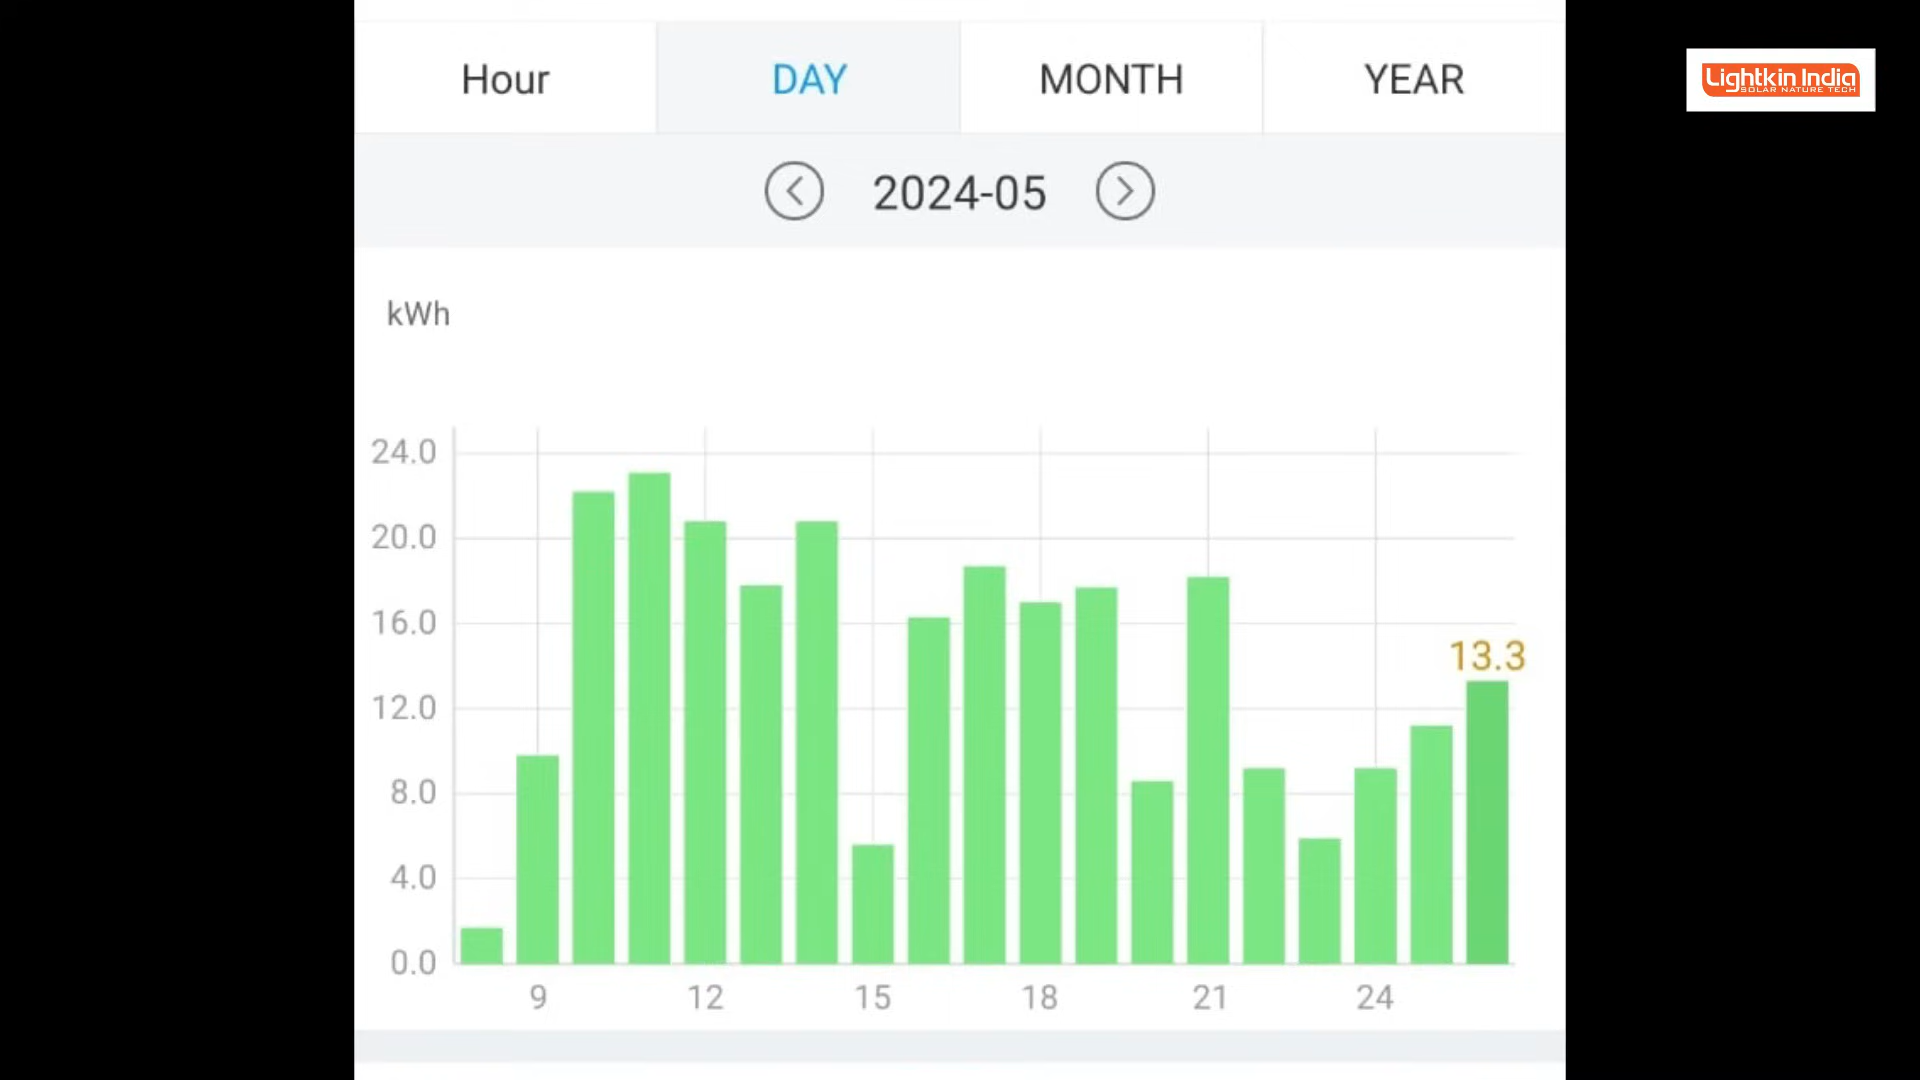 Hour DAY MONTH YEAR
Lightkin India
SOLAR NATURE TECH
2024-05
kWh
24.0
20.0
16.0
13.3
12.0
8.0
4.0
0.0
9 12 15 18 21 24